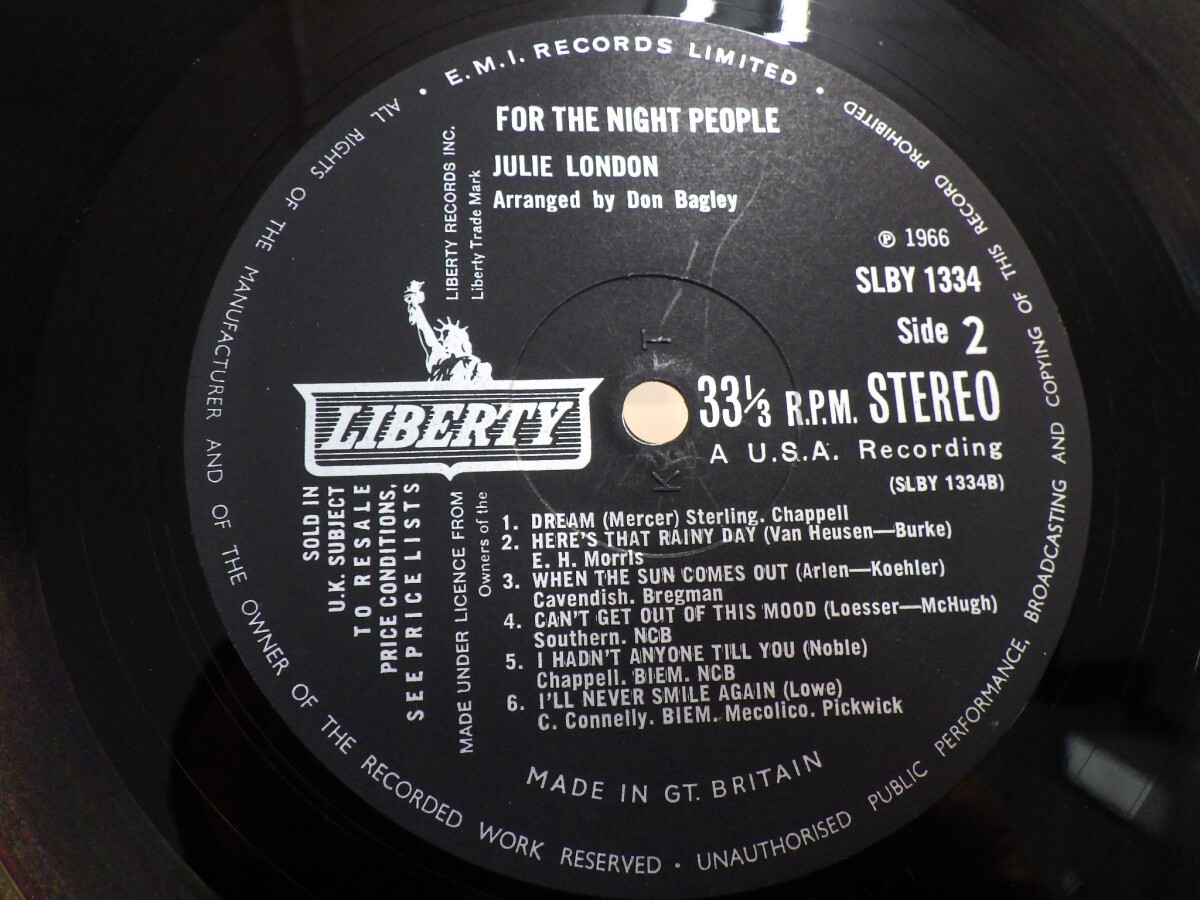 E.M.I. RECORDS LIMITED •
ALL RIGHTS OF THE MANUFACTURER AND OF THE OWNER OF THE RECORDED WORK RESERVED • UNAUTHORISED PUBLIC PERFORMANCE, BROADCASTING AND COPYING OF THIS RECORD PROHIBITED •
FOR THE NIGHT PEOPLE
JULIE LONDON
Arranged by Don Bagley
LIBERTY RECORDS INC.
Liberty Trade Mark
℗ 1966
SLBY 1334
Side 2
33⅓ R.P.M. STEREO
A U.S.A. Recording
(SLBY 1334B)
LIBERTY
K T
SOLD IN
U.K. SUBJECT
TO RESALE
PRICE CONDITIONS,
SEE PRICE LISTS
MADE UNDER LICENCE FROM
Owners of the
1. DREAM (Mercer) Sterling. Chappell
2. HERE'S THAT RAINY DAY (Van Heusen—Burke)
E. H. Morris
3. WHEN THE SUN COMES OUT (Arlen—Koehler)
Cavendish. Bregman
4. CAN'T GET OUT OF THIS MOOD (Loesser—McHugh)
Southern. NCB
5. I HADN'T ANYONE TILL YOU (Noble)
Chappell. BIEM. NCB
6. I'LL NEVER SMILE AGAIN (Lowe)
C. Connelly. BIEM. Mecolico. Pickwick
MADE IN GT. BRITAIN